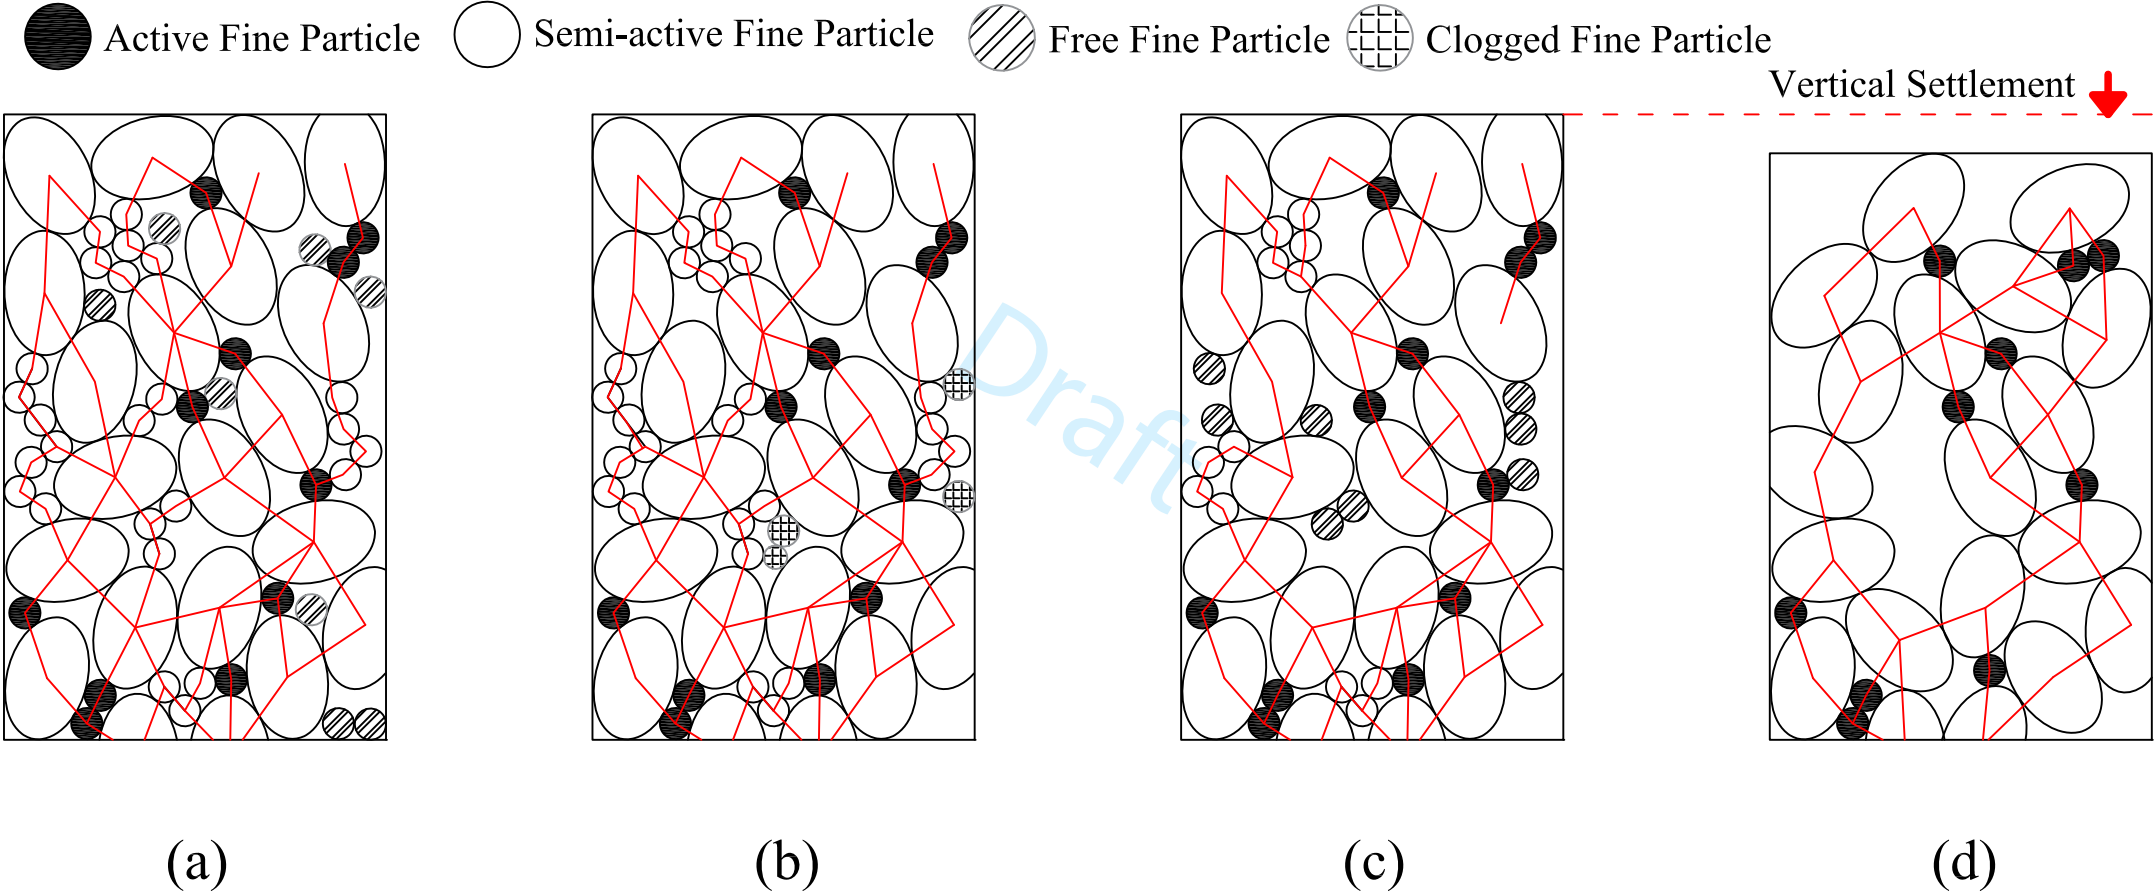 Active Fine Particle
Semi-active Fine Particle
Free Fine Particle
Clogged Fine Particle
Vertical Settlement
Draft
(a)
(b)
(c)
(d)